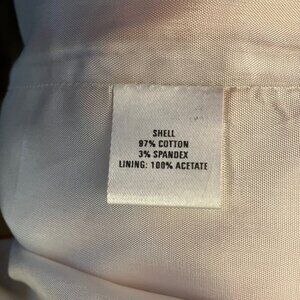 SHELL
97% COTTON
3% SPANDEX
LINING: 100% ACETATE